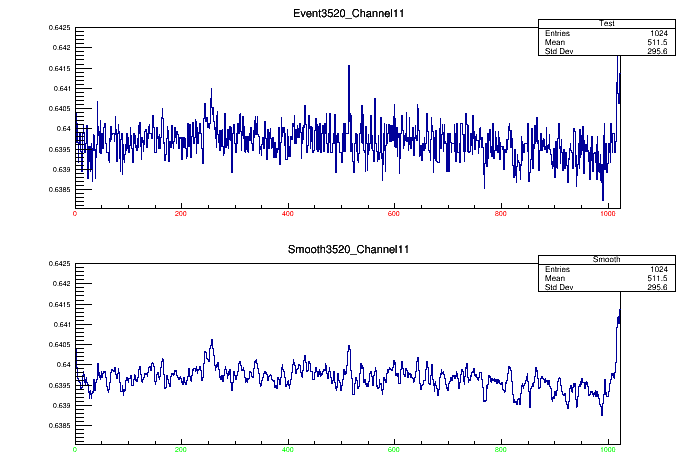 Event3520_Channel11
Test
Entries 1024
Mean 511.5
Std Dev 295.6
0.6425
0.642
0.6415
0.641
0.6405
0.64
0.6395
0.639
0.6385
0 200 400 600 800 1000
Smooth3520_Channel11
Smooth
Entries 1024
Mean 511.5
Std Dev 295.6
0.6425
0.642
0.6415
0.641
0.6405
0.64
0.6395
0.639
0.6385
0 200 400 600 800 1000